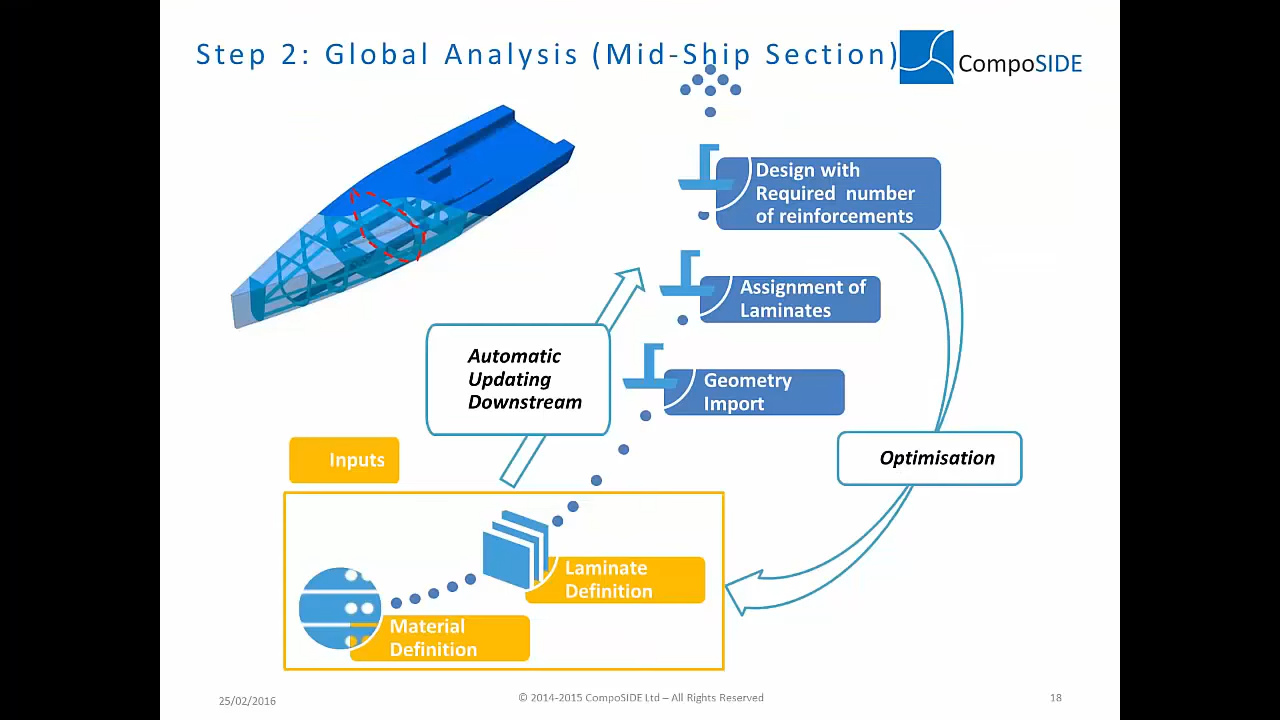 Step 2: Global Analysis (Mid-Ship Section)
CompoSIDE
Design with
Required number
of reinforcements
Assignment of
Laminates
Automatic
Updating
Downstream
Geometry
Import
Inputs
Optimisation
Laminate
Definition
Material
Definition
25/02/2016
© 2014-2015 CompoSIDE Ltd – All Rights Reserved
18